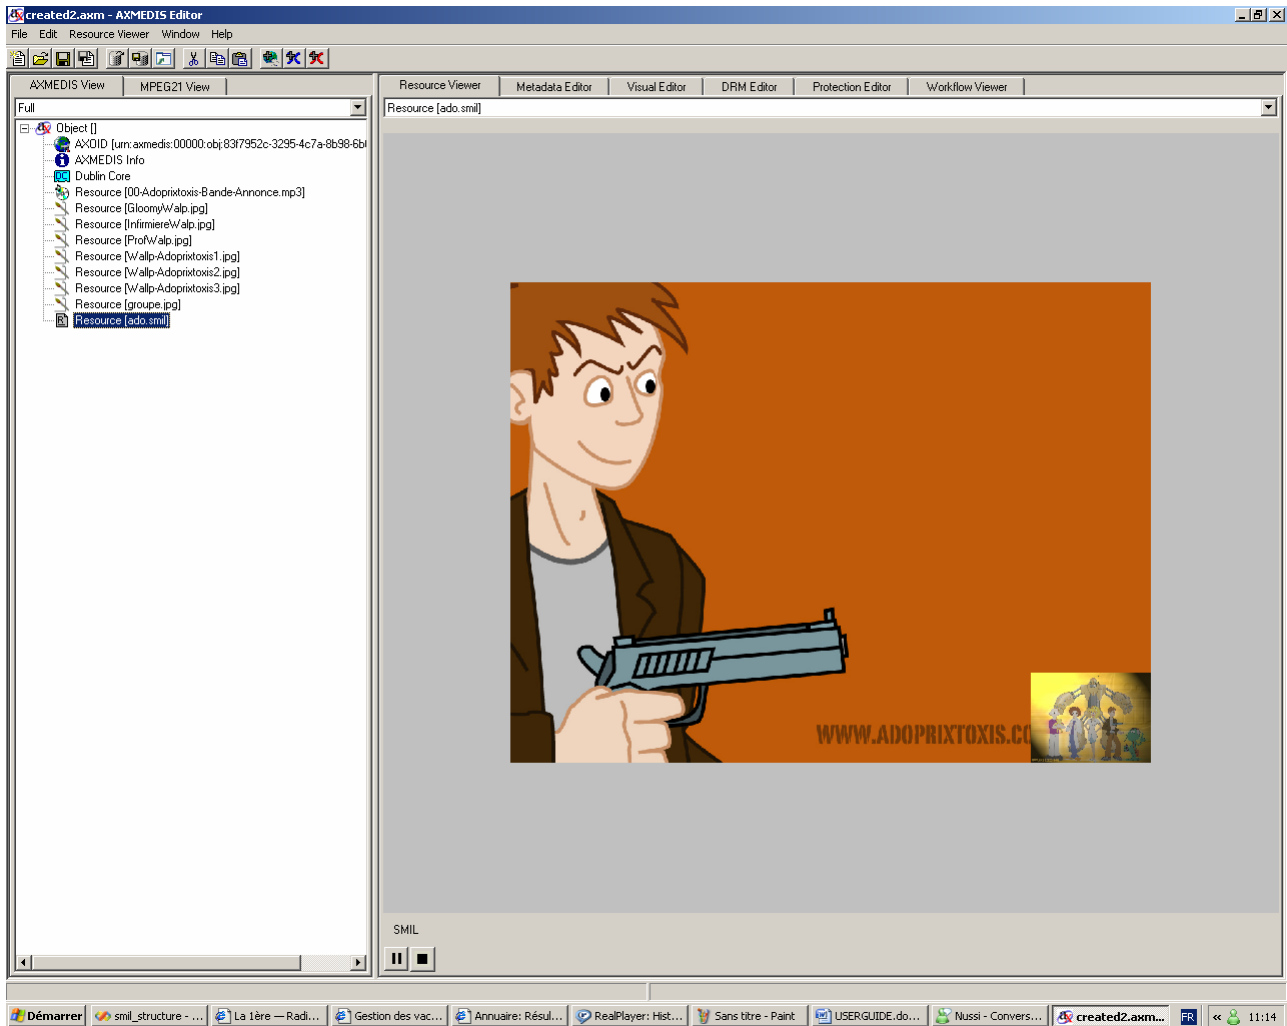 created2.axm - AXMEDIS Editor
File Edit Resource Viewer Window Help
AXMEDIS View MPEG21 View
Full
Object []
AXOID [urn:axmedis:00000:obj:83f7952c-3295-4c7a-8b98-6b
AXMEDIS Info
DC Dublin Core
Resource [00-Adoprixtoxis-Bande-Annonce.mp3]
Resource [GloomyWalp.jpg]
Resource [InfirmiereWalp.jpg]
Resource [ProfWalp.jpg]
Resource [Wallp-Adoprixtoxis1.jpg]
Resource [Wallp-Adoprixtoxis2.jpg]
Resource [Wallp-Adoprixtoxis3.jpg]
Resource [groupe.jpg]
Resource [ado.smil]
Resource Viewer Metadata Editor Visual Editor DRM Editor Protection Editor Workflow Viewer
Resource [ado.smil]
WWW.ADOPRIXTOXIS.CO
SMIL
Démarrer smil_structure - ... La 1ère — Radi... Gestion des vac... Annuaire: Résul... RealPlayer: Hist... Sans titre - Paint USERGUIDE.do... Nussi - Convers... created2.axm... FR « 11:14